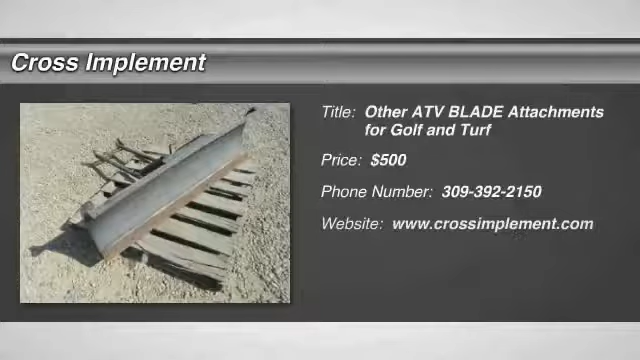 Cross Implement
Title: Other ATV BLADE Attachments
for Golf and Turf
Price: $500
Phone Number: 309-392-2150
Website: www.crossimplement.com